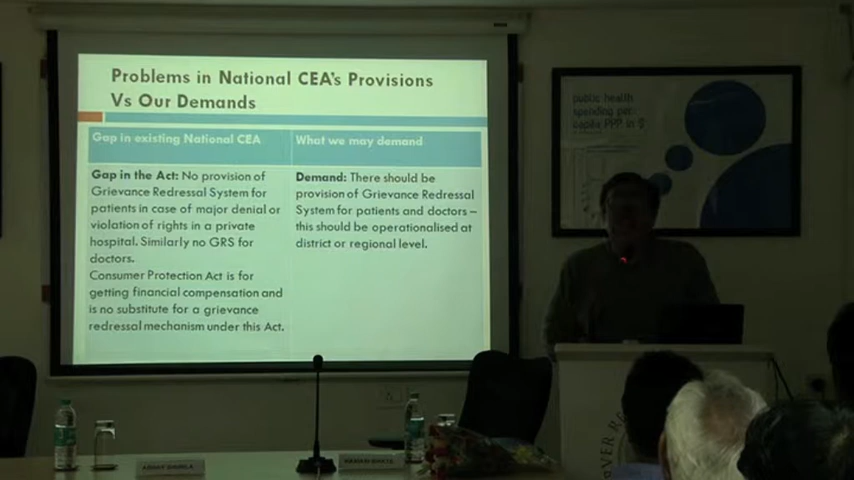 Problems in National CEA's Provisions
Vs Our Demands
Gap in existing National CEA
What we may demand
Gap in the Act: No provision of
Grievance Redressal System for
patients in case of major denial or
violation of rights in a private
hospital. Similarly no GRS for
doctors.
Consumer Protection Act is for
getting financial compensation and
is no substitute for a grievance
redressal mechanism under this Act.
Demand: There should be
provision of Grievance Redressal
System for patients and doctors –
this should be operationalised at
district or regional level.
public health
spending per
capita PPP in $